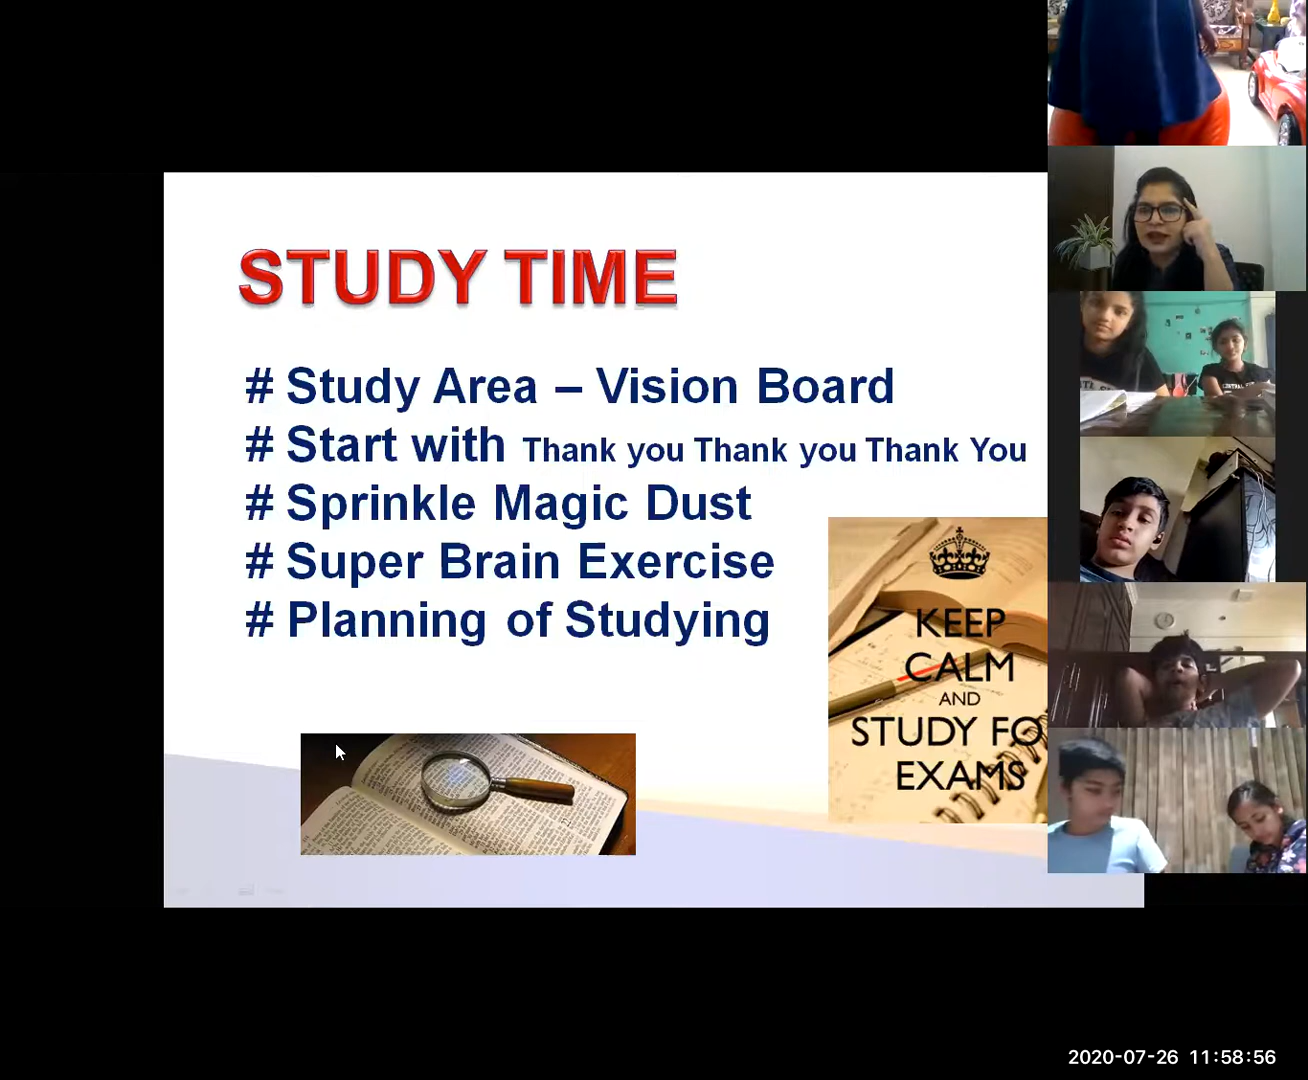 STUDY TIME
# Study Area – Vision Board
# Start with Thank you Thank you Thank You
# Sprinkle Magic Dust
# Super Brain Exercise
# Planning of Studying
KEEP
CALM
AND
STUDY FO
EXAMS
2020-07-26 11:58:56